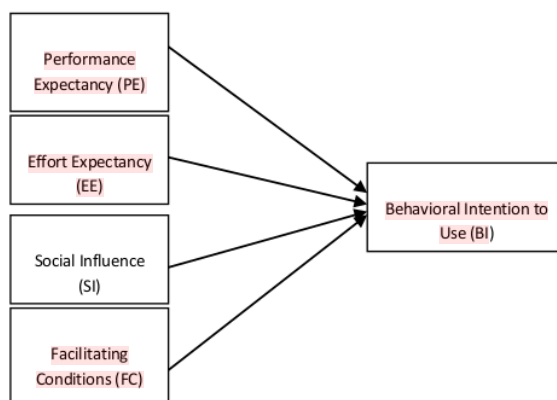 Performance
Expectancy (PE)
Effort Expectancy
(EE)
Social Influence
(SI)
Facilitating
Conditions (FC)
Behavioral Intention to
Use (BI)